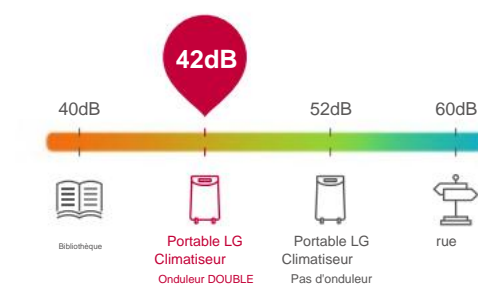 42dB
40dB
52dB
60dB
Bibliothèque
Portable LG
Climatiseur
Onduleur DOUBLE
Portable LG
Climatiseur
Pas d'onduleur
rue